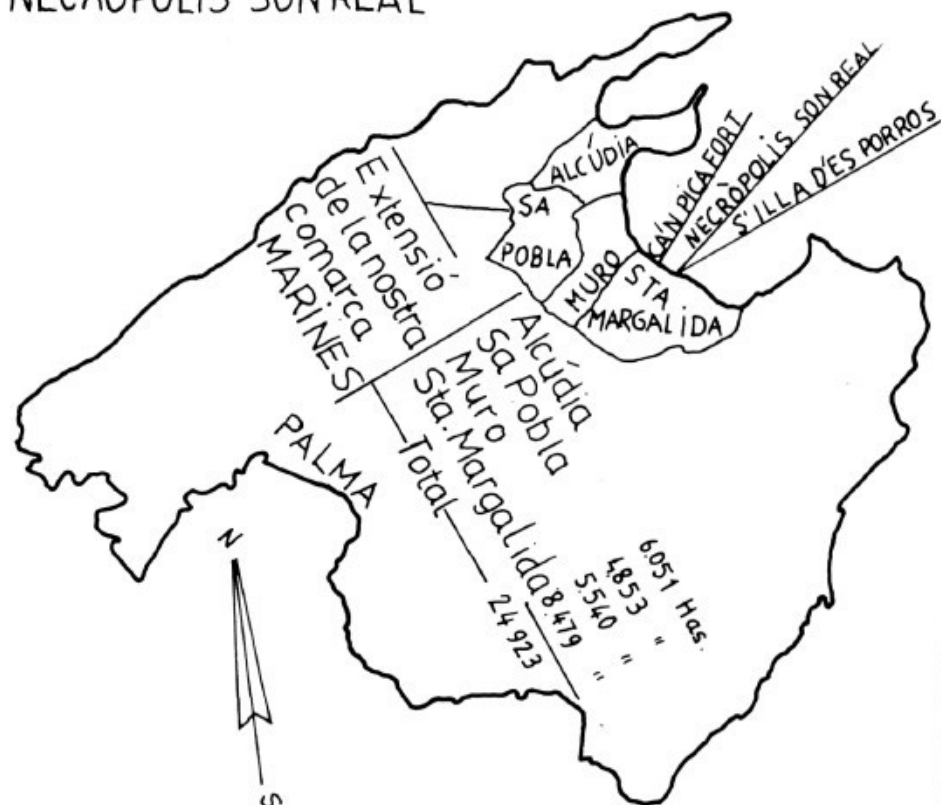 NECRÒPOLIS SON REAL
ALCÚDIA
SA
POBLA
MURO
STA
MARGALIDA
CÁN PICAFORT
NECRÒPOLIS SON REAL
S'ILLA D'ES PORROS
Extensió
de la nostra
comarca
MARINES
Alcúdia 6.051 Has.
Sa Pobla 4,853 "
Muro 5.540 "
Sta. Margalida 8.479 "
Total 24 923
PALMA
N
S